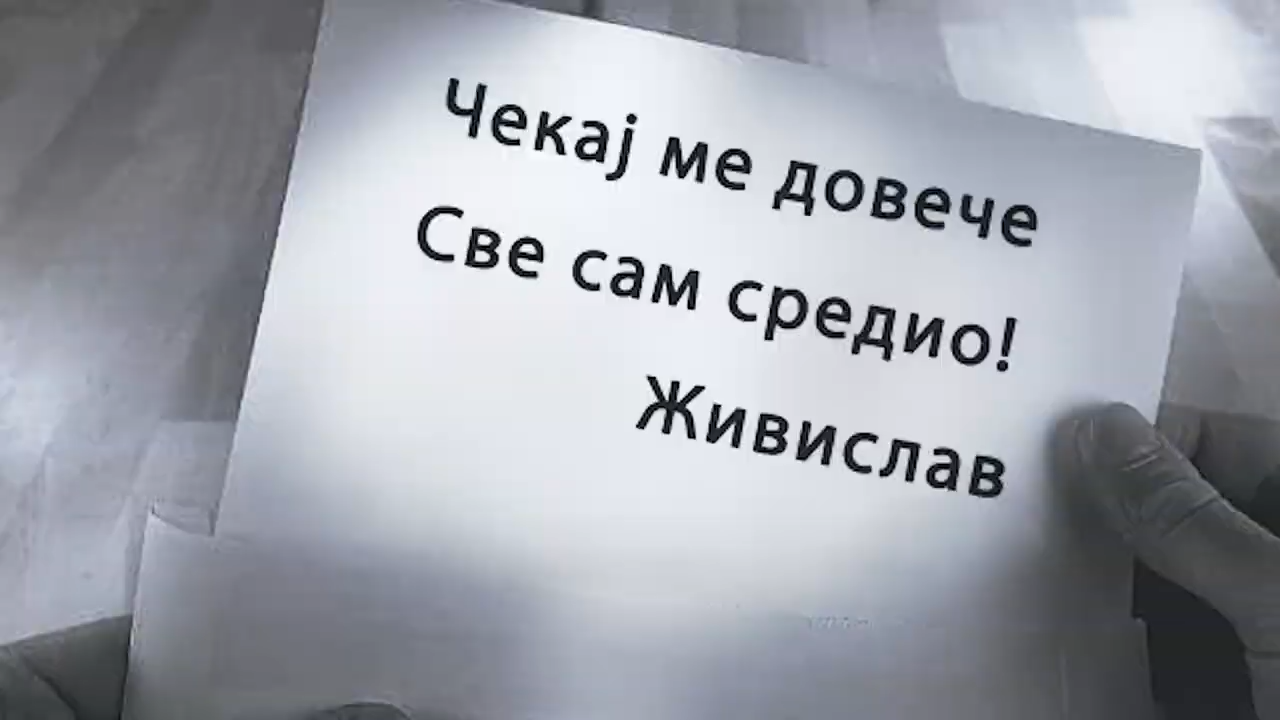 Чекај ме довече
Све сам средио!
Живислав